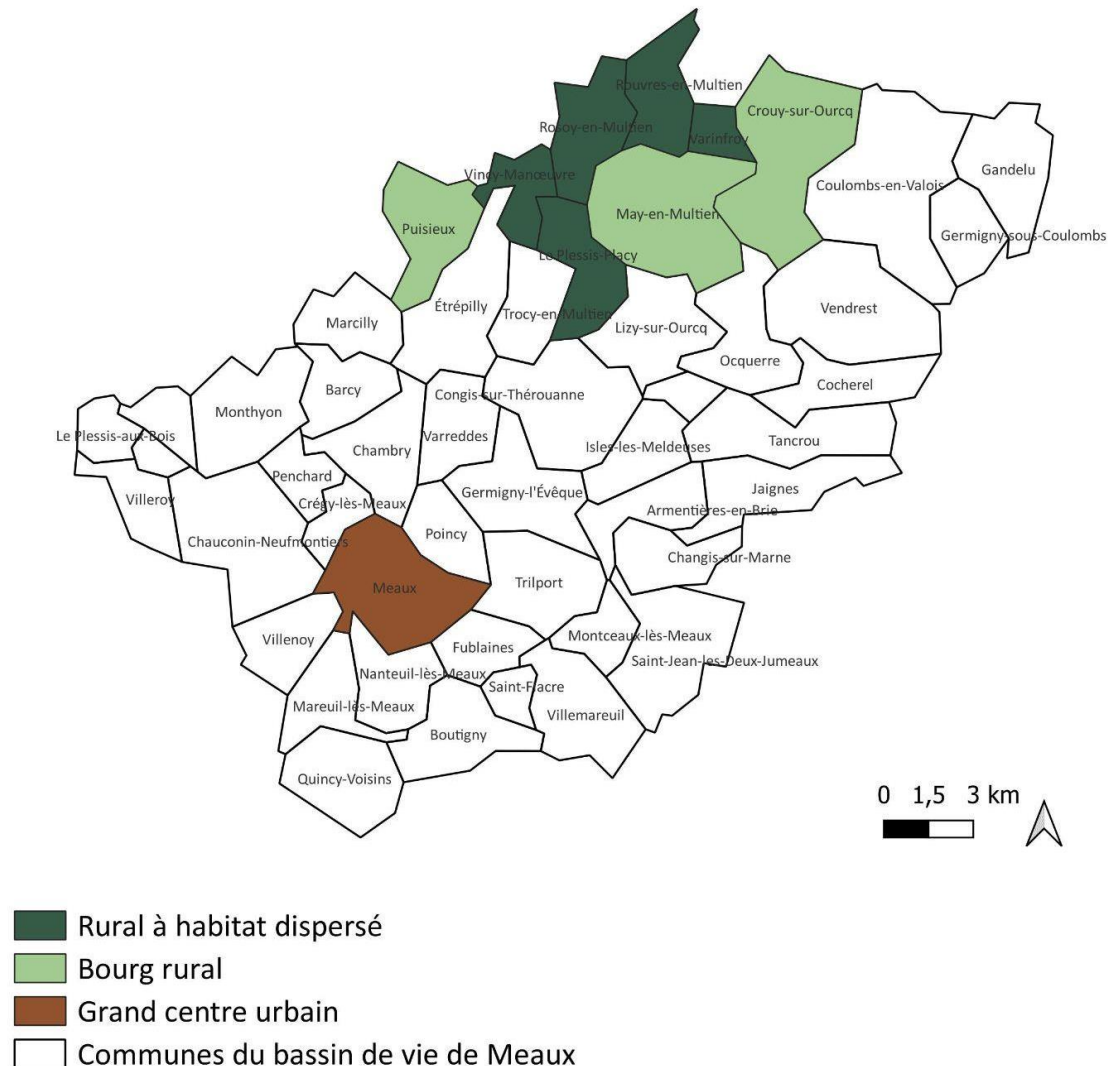 Rouvres-en-Multien
Crouy-sur-Ourcq
Rosoy-en-Multien
Varinfroy
Gandelu
Vincy-Manœuvre
Coulombs-en-Valois
May-en-Multien
Puisieux
Germigny-sous-Coulombs
Le Plessis-Placy
Étrépilly
Vendrest
Trocy-en-Multien
Marcilly
Lizy-sur-Ourcq
Ocquerre
Barcy
Cocherel
Congis-sur-Thérouanne
Monthyon
Le Plessis-aux-Bois
Varreddes
Tancrou
Isles-les-Meldeuses
Chambry
Penchard
Jaignes
Germigny-l'Évêque
Villeroy
Crégy-lès-Meaux
Armentières-en-Brie
Poincy
Chauconin-Neufmontiers
Changis-sur-Marne
Trilport
Meaux
Montceaux-lès-Meaux
Villenoy
Fublaines
Saint-Jean-les-Deux-Jumeaux
Nanteuil-lès-Meaux
Saint-Fiacre
Mareuil-lès-Meaux
Villemareuil
Boutigny
Quincy-Voisins
0 1,5 3 km
Rural à habitat dispersé
Bourg rural
Grand centre urbain
Communes du bassin de vie de Meaux